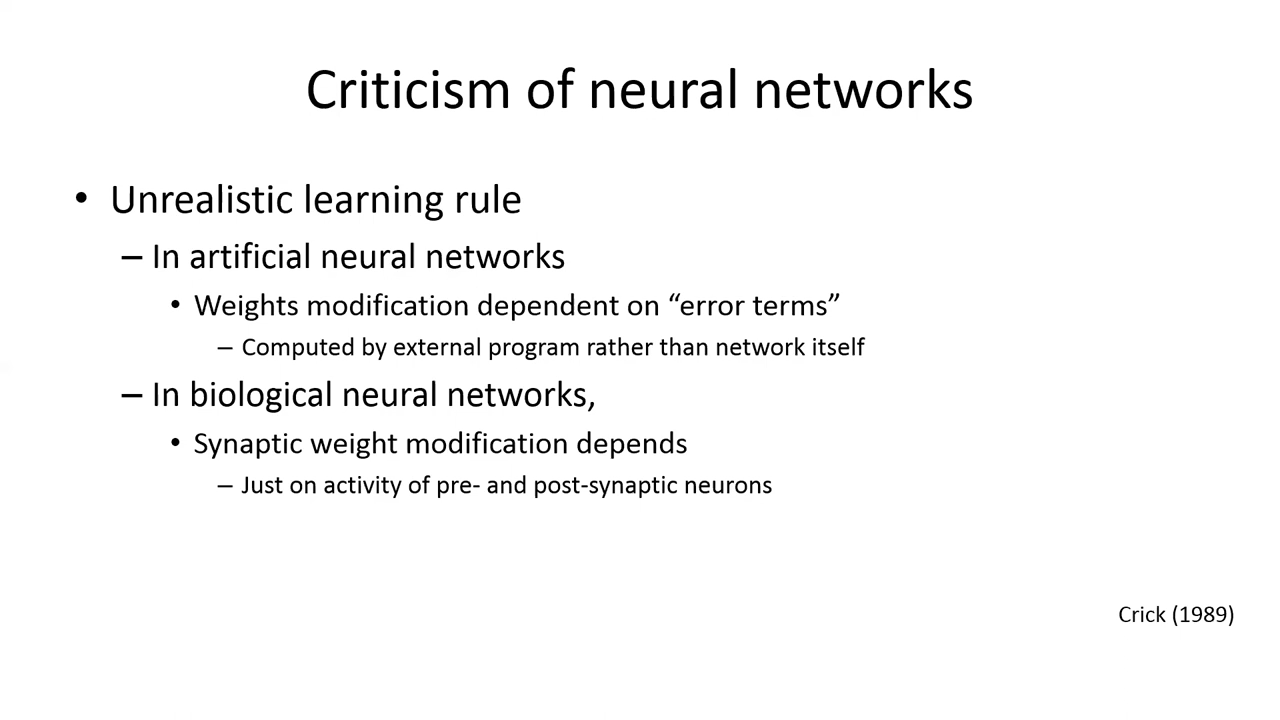 Criticism of neural networks
• Unrealistic learning rule
– In artificial neural networks
• Weights modification dependent on “error terms”
– Computed by external program rather than network itself
– In biological neural networks,
• Synaptic weight modification depends
– Just on activity of pre- and post-synaptic neurons
Crick (1989)